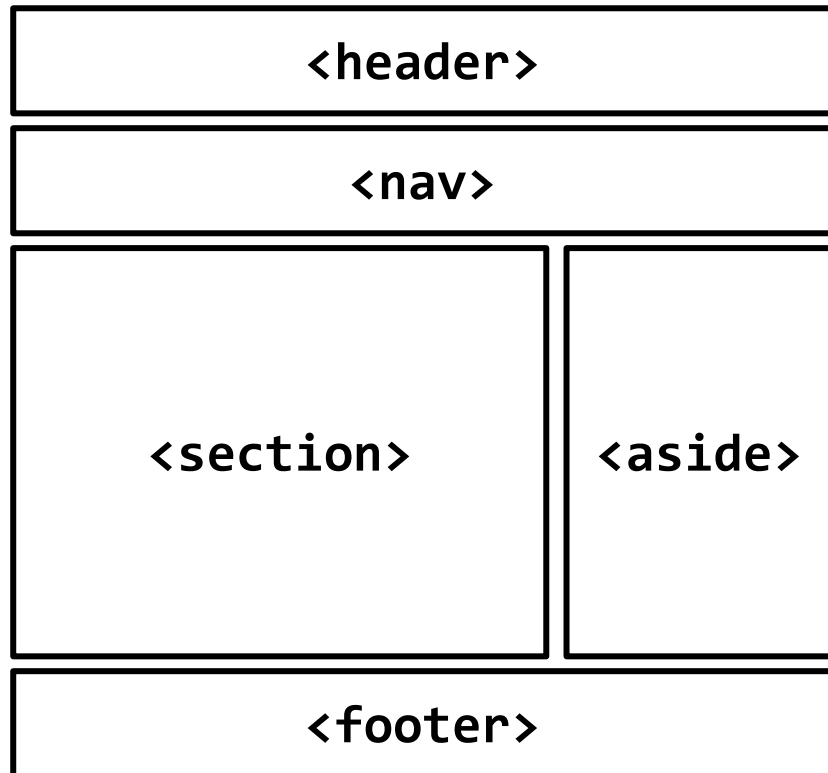 <header>
<nav>
<section>
<aside>
<footer>